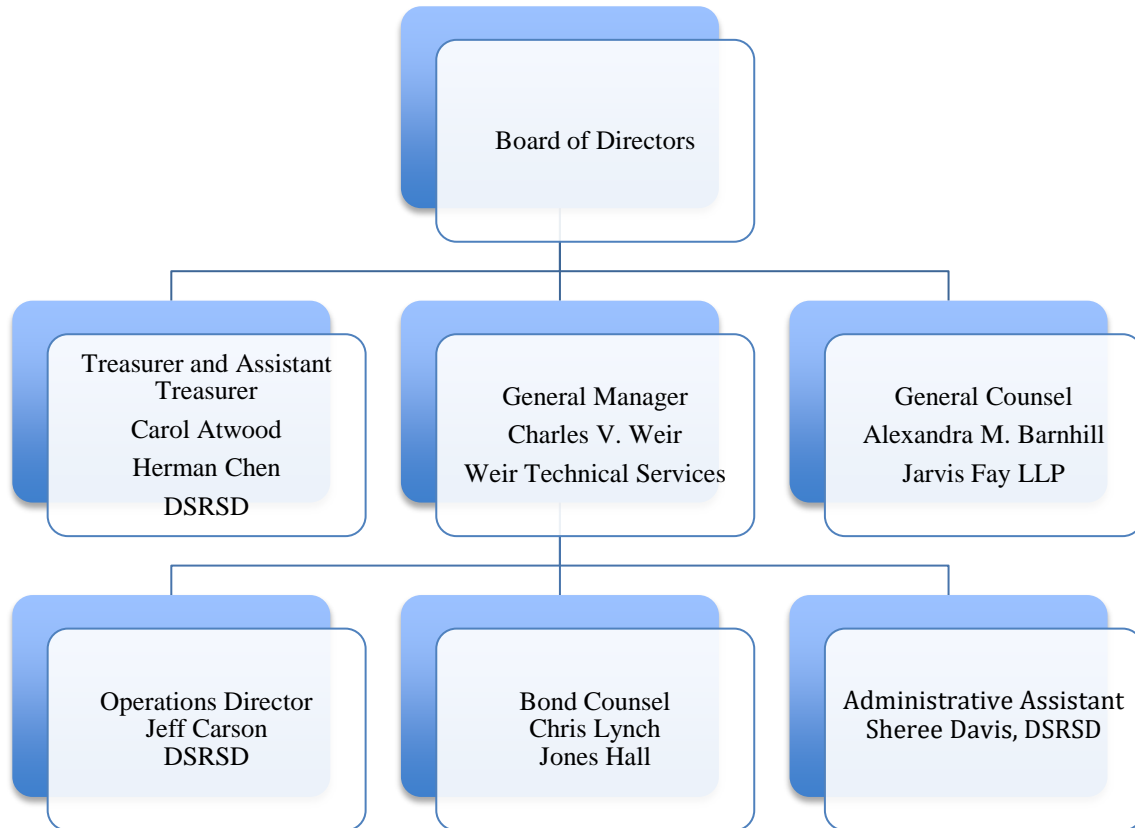 Board of Directors
Treasurer and Assistant
Treasurer
Carol Atwood
Herman Chen
DSRSD
General Manager
Charles V. Weir
Weir Technical Services
General Counsel
Alexandra M. Barnhill
Jarvis Fay LLP
Operations Director
Jeff Carson
DSRSD
Bond Counsel
Chris Lynch
Jones Hall
Administrative Assistant
Sheree Davis, DSRSD